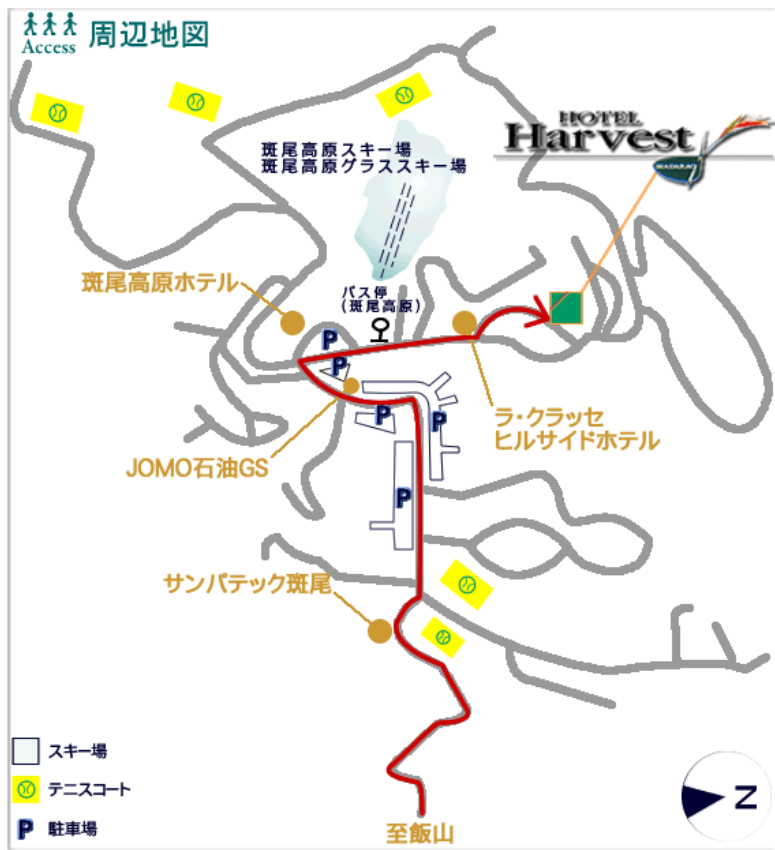 Access 周辺地図
HOTEL
Harvest
MADARAO
斑尾高原スキー場
斑尾高原グラススキー場
斑尾高原ホテル
バス停
(斑尾高原)
P
P
P
P
P
ラ・クラッセ
ヒルサイドホテル
JOMO石油GS
サンパテック斑尾
スキー場
テニスコート
P 駐車場
N
至飯山